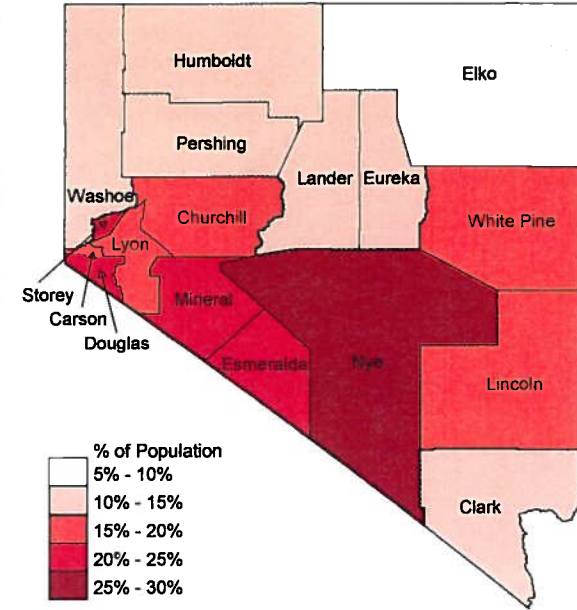 Humboldt
Elko
Pershing
Lander
Eureka
Washoe
Churchill
White Pine
Lyon
Storey
Carson
Douglas
Mineral
Esmeralda
Nye
Lincoln
Clark
% of Population
5% - 10%
10% - 15%
15% - 20%
20% - 25%
25% - 30%